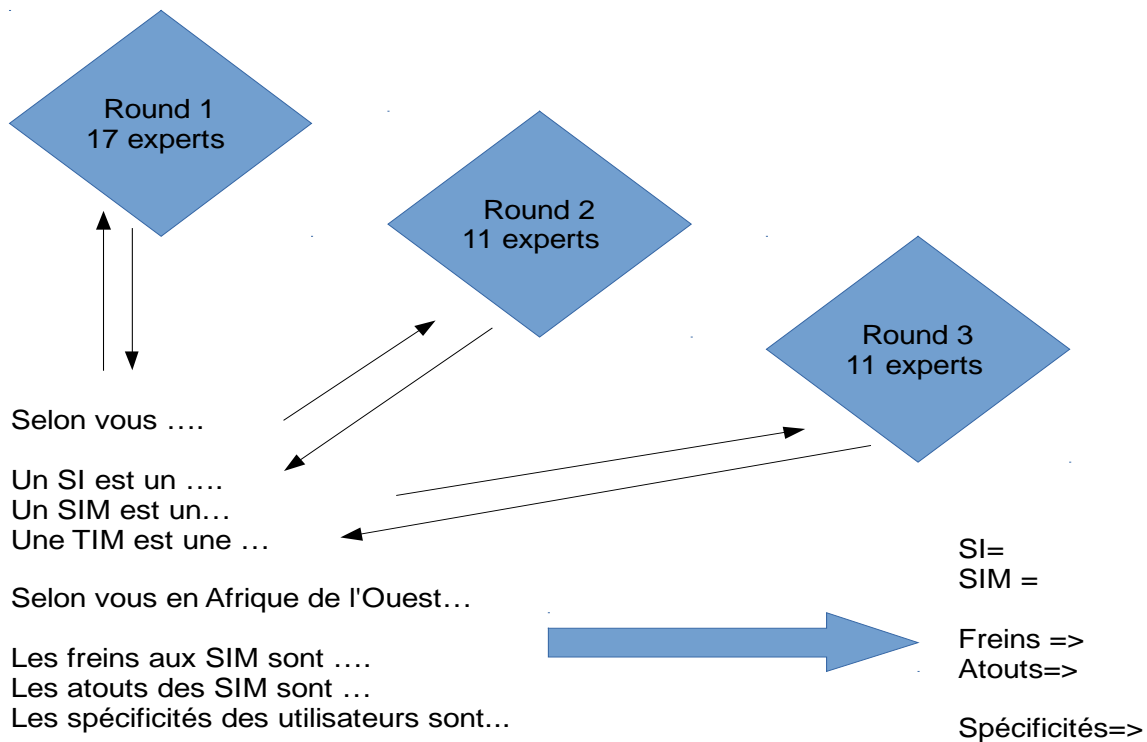 Round 1
17 experts
Round 2
11 experts
Round 3
11 experts
Selon vous ….
Un SI est un ….
Un SIM est un…
Une TIM est une …
Selon vous en Afrique de l'Ouest…
Les freins aux SIM sont ….
Les atouts des SIM sont …
Les spécificités des utilisateurs sont...
SI=
SIM =
Freins =>
Atouts=>
Spécificités=>